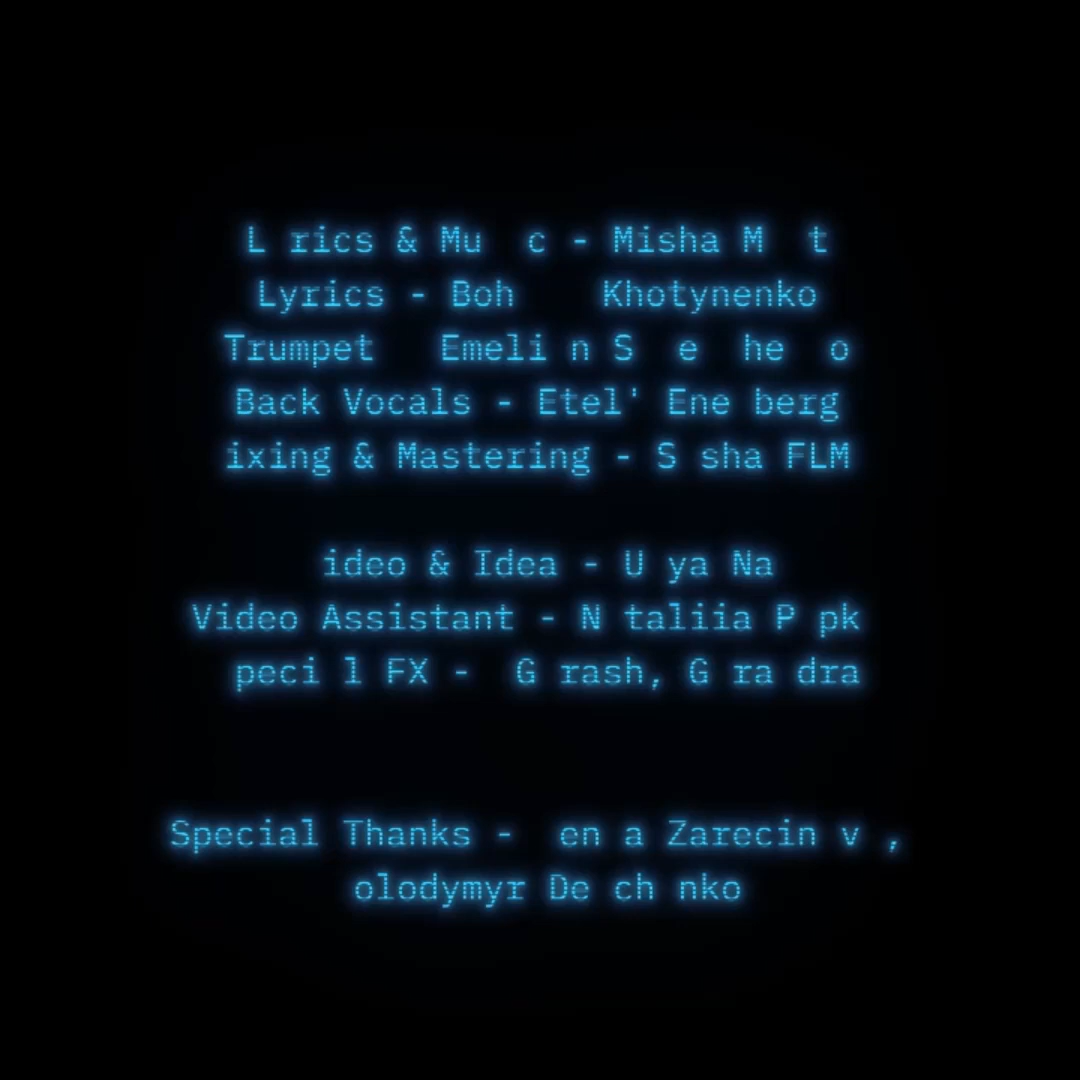 L rics & Mu  c - Misha M  t
Lyrics - Boh    Khotynenko
Trumpet   Emeli n S  e  he  o
Back Vocals - Etel' Ene berg
ixing & Mastering - S sha FLM
ideo & Idea - U ya Na
Video Assistant - N taliia P pk
peci l FX -  G rash, G ra dra
Special Thanks -  en a Zarecin v ,
olodymyr De ch nko